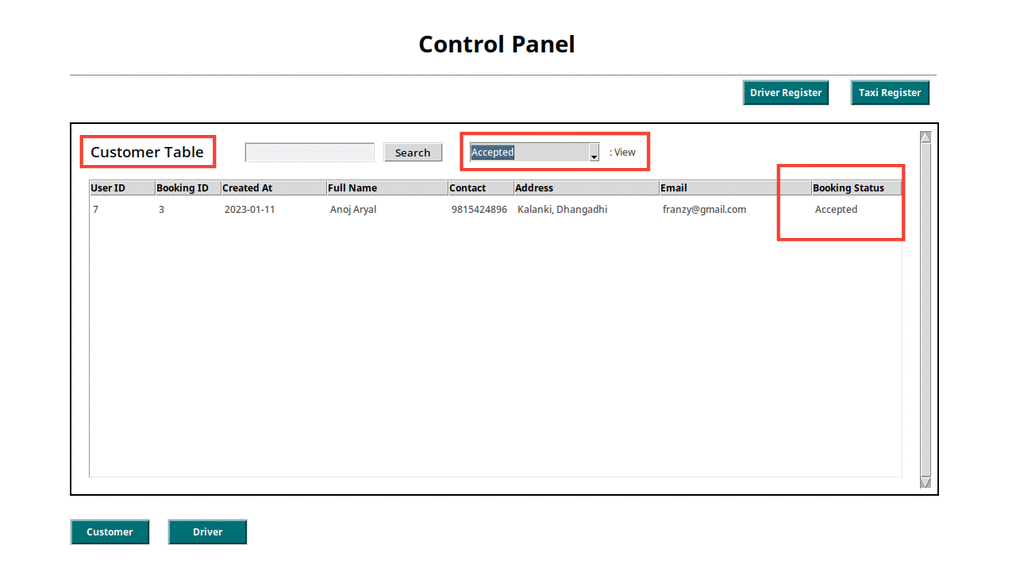 Control Panel
Driver Register Taxi Register
Customer Table Search Accepted : View
User ID Booking ID Created At Full Name Contact Address Email Booking Status
7 3 2023-01-11 Anoj Aryal 9815424896 Kalanki, Dhangadhi franzy@gmail.com Accepted
Customer Driver